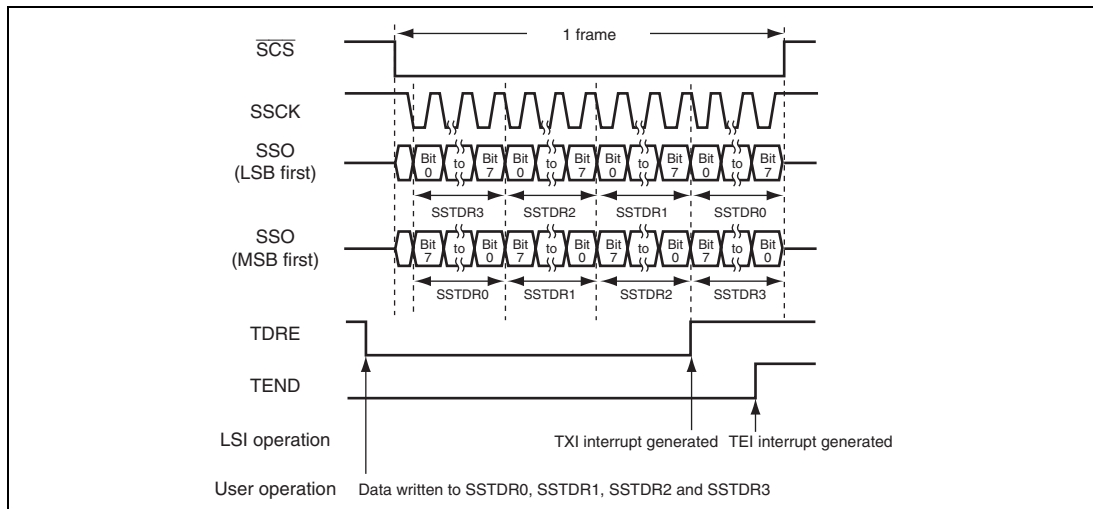 1 frame
SCS
SSCK
SSO
(LSB first)
Bit 0 to Bit 7 Bit 0 to Bit 7 Bit 0 to Bit 7 Bit 0 to Bit 7
SSTDR3 SSTDR2 SSTDR1 SSTDR0
SSO
(MSB first)
Bit 7 to Bit 0 Bit 7 to Bit 0 Bit 7 to Bit 0 Bit 7 to Bit 0
SSTDR0 SSTDR1 SSTDR2 SSTDR3
TDRE
TEND
LSI operation TXI interrupt generated TEI interrupt generated
User operation Data written to SSTDR0, SSTDR1, SSTDR2 and SSTDR3